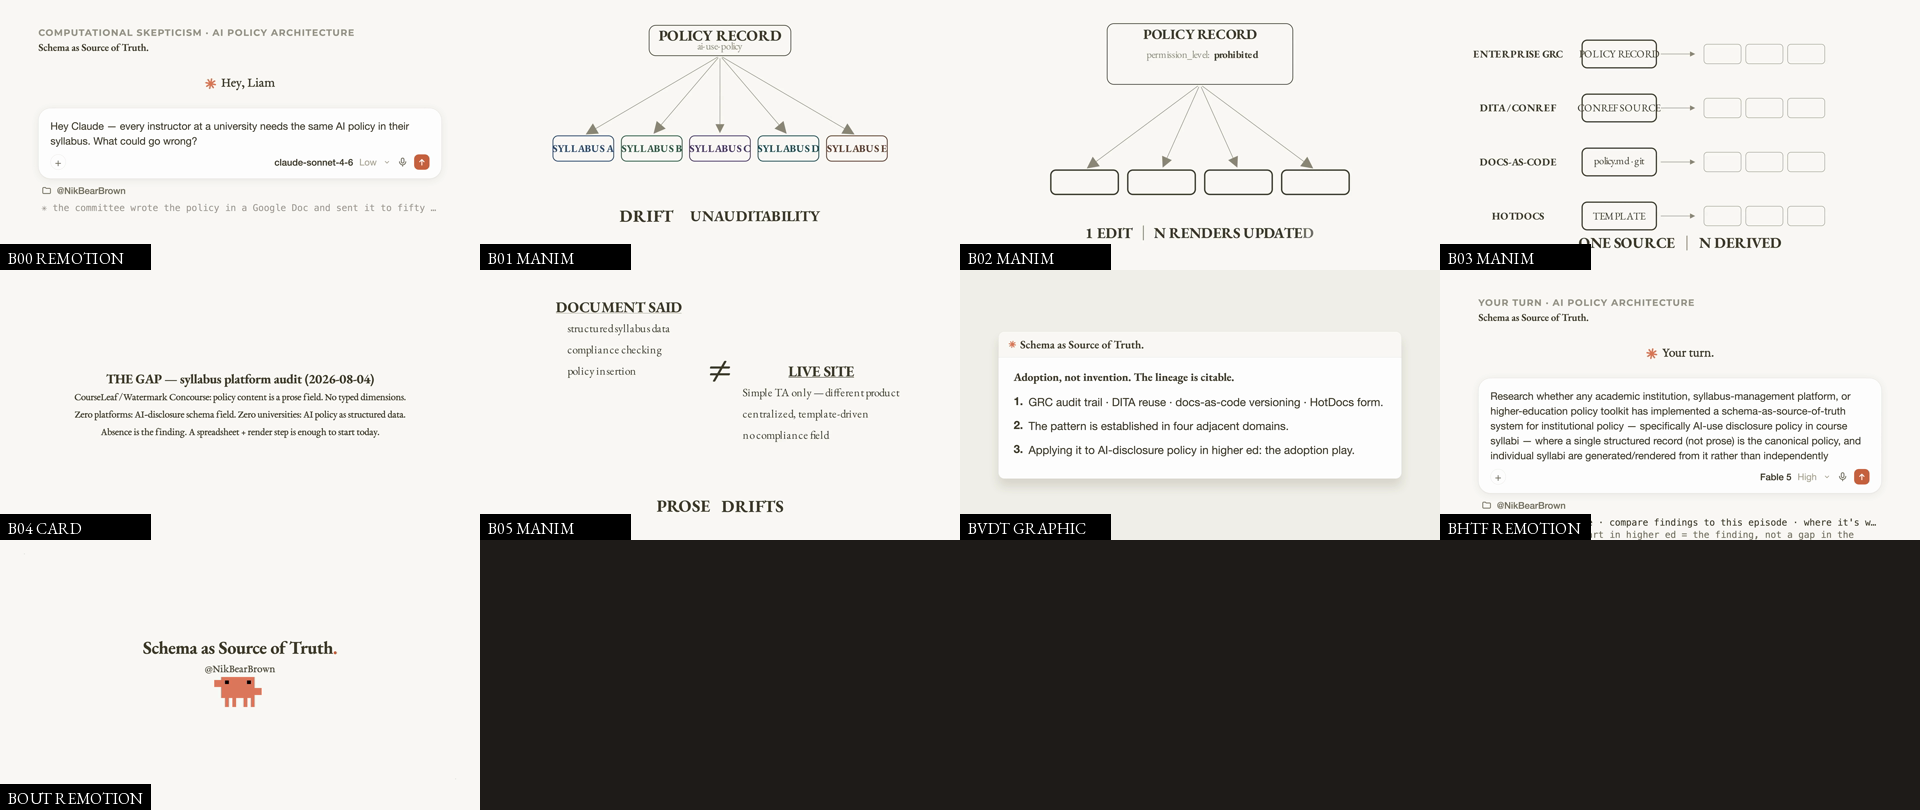 COMPUTATIONAL SKEPTICISM · AI POLICY ARCHITECTURE
Schema as Source of Truth.
Hey, Liam
Hey Claude — every instructor at a university needs the same AI policy in their
syllabus. What could go wrong?
+
claude-sonnet-4-6 Low
@NikBearBrown
the committee wrote the policy in a Google Doc and sent it to fifty …
B00 REMOTION
POLICY RECORD
ai-use-policy
SYLLABUS A SYLLABUS B SYLLABUS C SYLLABUS D SYLLABUS E
DRIFT UNAUDITABILITY
B01 MANIM
POLICY RECORD
permission_level: prohibited
1 EDIT | N RENDERS UPDATED
B02 MANIM
ENTERPRISE GRC POLICY RECORD
DITA / CONREF CONREF SOURCE
DOCS-AS-CODE policy.md · git
HOTDOCS TEMPLATE
ONE SOURCE | N DERIVED
B03 MANIM
THE GAP — syllabus platform audit (2026-08-04)
CourseLeaf/Watermark Concourse: policy content is a prose field. No typed dimensions.
Zero platforms: AI-disclosure schema field. Zero universities: AI policy as structured data.
Absence is the finding. A spreadsheet + render step is enough to start today.
B04 CARD
DOCUMENT SAID
structured syllabus data
compliance checking
policy insertion
≠
LIVE SITE
Simple TA only — different product
centralized, template-driven
no compliance field
PROSE DRIFTS
B05 MANIM
Schema as Source of Truth.
Adoption, not invention. The lineage is citable.
1. GRC audit trail · DITA reuse · docs-as-code versioning · HotDocs form.
2. The pattern is established in four adjacent domains.
3. Applying it to AI-disclosure policy in higher ed: the adoption play.
BVDT GRAPHIC
YOUR TURN · AI POLICY ARCHITECTURE
Schema as Source of Truth.
Your turn.
Research whether any academic institution, syllabus-management platform, or
higher-education policy toolkit has implemented a schema-as-source-of-truth
system for institutional policy — specifically AI-use disclosure policy in course
syllabi — where a single structured record (not prose) is the canonical policy, and
individual syllabi are generated/rendered from it rather than independently
+
Fable 5 High
@NikBearBrown
· compare findings to this episode · where it's w…
in higher ed = the finding, not a gap in the
BHTF REMOTION
Schema as Source of Truth.
@NikBearBrown
BOUT REMOTION